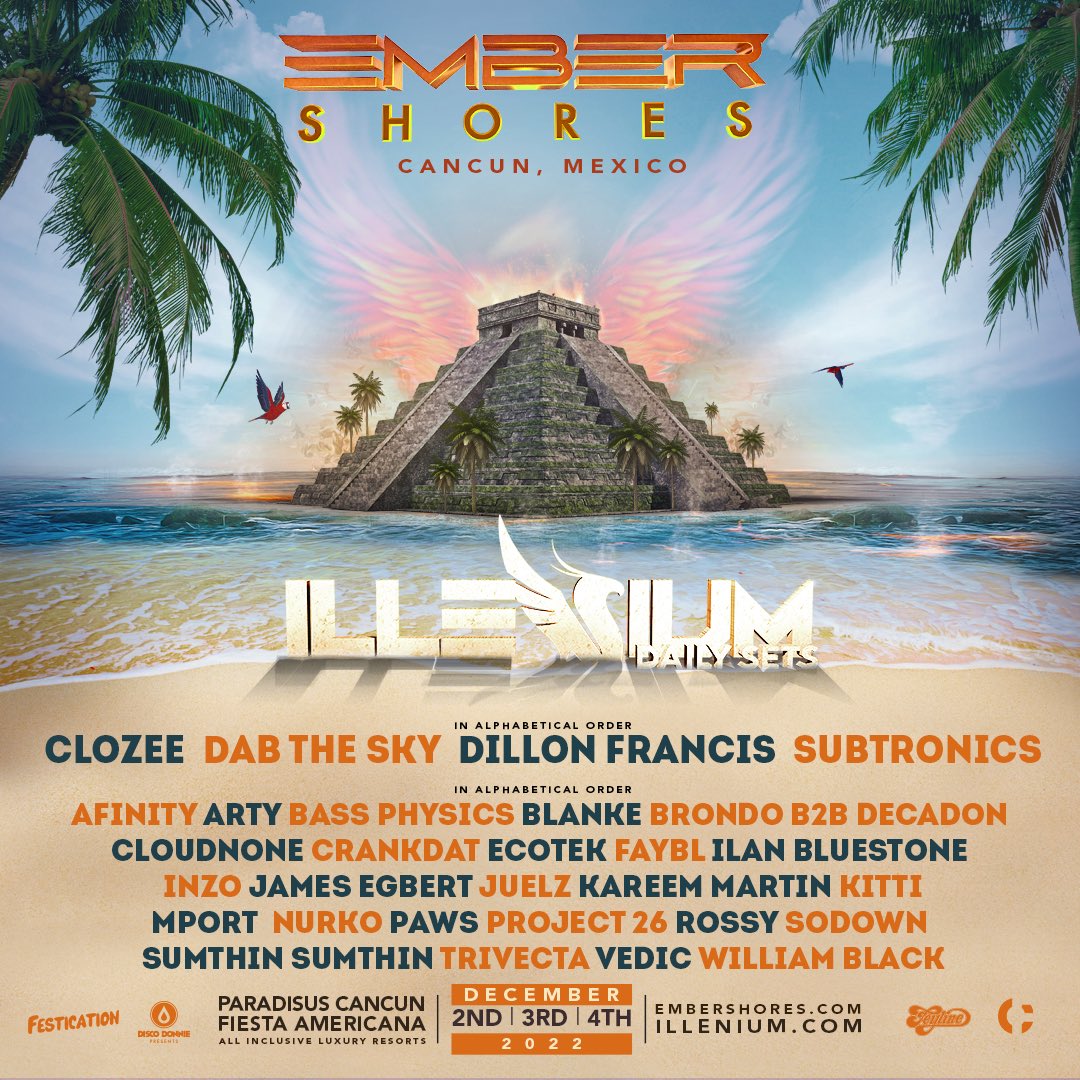 EMBER
SHORES
CANCUN, MEXICO
ILLENIUM
DAILY SETS
IN ALPHABETICAL ORDER
CLOZEE DAB THE SKY DILLON FRANCIS SUBTRONICS
IN ALPHABETICAL ORDER
AFINITY ARTY BASS PHYSICS BLANKE BRONDO B2B DECADON
CLOUDNONE CRANKDAT ECOTEK FAYBL ILAN BLUESTONE
INZO JAMES EGBERT JUELZ KAREEM MARTIN KITTI
MPORT NURKO PAWS PROJECT 26 ROSSY SODOWN
SUMTHIN SUMTHIN TRIVECTA VEDIC WILLIAM BLACK
FESTICATION
DISCO DONNIE
PRESENTS
PARADISUS CANCUN
FIESTA AMERICANA
ALL INCLUSIVE LUXURY RESORTS
DECEMBER
2ND | 3RD | 4TH
2022
EMBERSHORES.COM
ILLENIUM.COM
Skyline